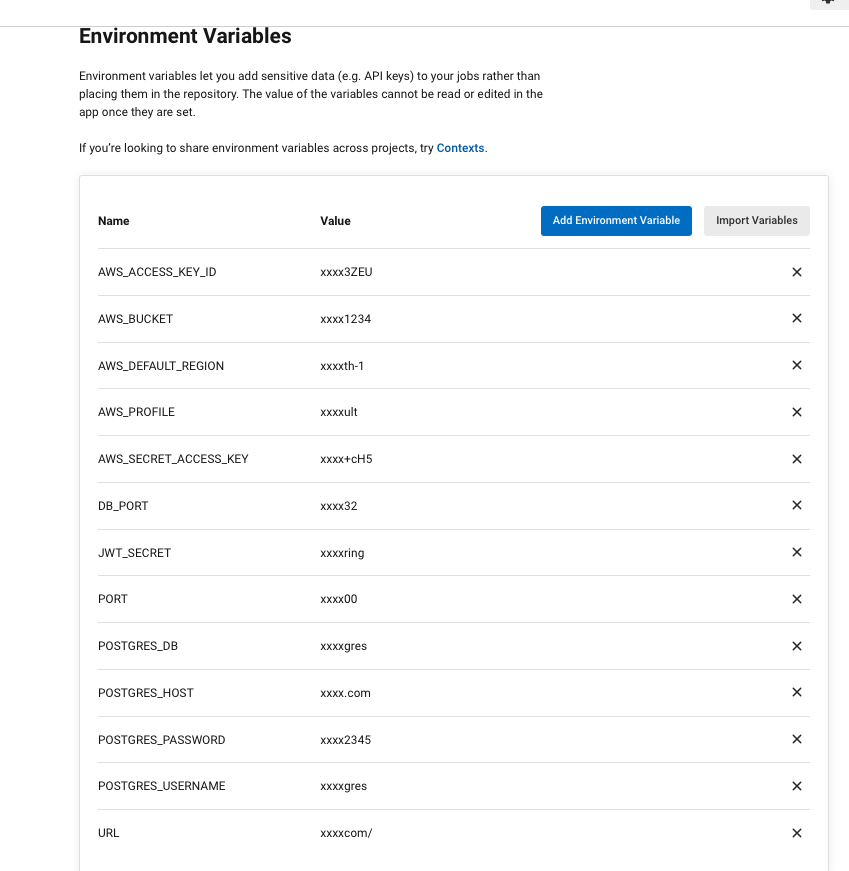 Environment Variables
Environment variables let you add sensitive data (e.g. API keys) to your jobs rather than
placing them in the repository. The value of the variables cannot be read or edited in the
app once they are set.
If you’re looking to share environment variables across projects, try Contexts.
Name Value Add Environment Variable Import Variables
AWS_ACCESS_KEY_ID xxxx3ZEU
AWS_BUCKET xxxx1234
AWS_DEFAULT_REGION xxxxth-1
AWS_PROFILE xxxxult
AWS_SECRET_ACCESS_KEY xxxx+cH5
DB_PORT xxxx32
JWT_SECRET xxxxring
PORT xxxx00
POSTGRES_DB xxxxgres
POSTGRES_HOST xxxx.com
POSTGRES_PASSWORD xxxx2345
POSTGRES_USERNAME xxxxgres
URL xxxxcom/